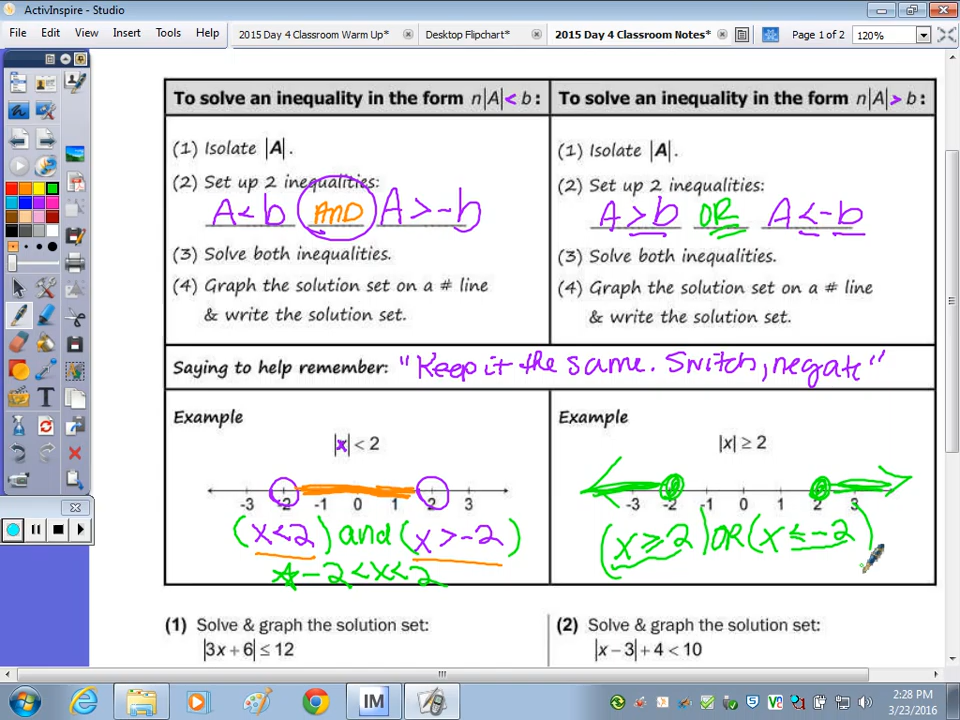 ActivInspire - Studio
File Edit View Insert Tools Help
2015 Day 4 Classroom Warm Up* Desktop Flipchart* 2015 Day 4 Classroom Notes* Page 1 of 2 120%
To solve an inequality in the form n|A| < b :
(1) Isolate |A| .
(2) Set up 2 inequalities:
A < b AND A > -b
(3) Solve both inequalities.
(4) Graph the solution set on a # line
& write the solution set.
To solve an inequality in the form n|A| > b :
(1) Isolate |A| .
(2) Set up 2 inequalities:
A > b OR A < -b
(3) Solve both inequalities.
(4) Graph the solution set on a # line
& write the solution set.
Saying to help remember: "Keep it the same. Switch, negate"
Example
|x| < 2
-3 -2 -1 0 1 2 3
(x < 2) and (x > -2)
-2 < x < 2
Example
|x| ≥ 2
-3 -2 -1 0 1 2 3
(x ≥ 2) OR (x ≤ -2)
(1) Solve & graph the solution set:
|3x + 6| ≤ 12
(2) Solve & graph the solution set:
|x − 3| + 4 < 10
IM
2:28 PM
3/23/2016